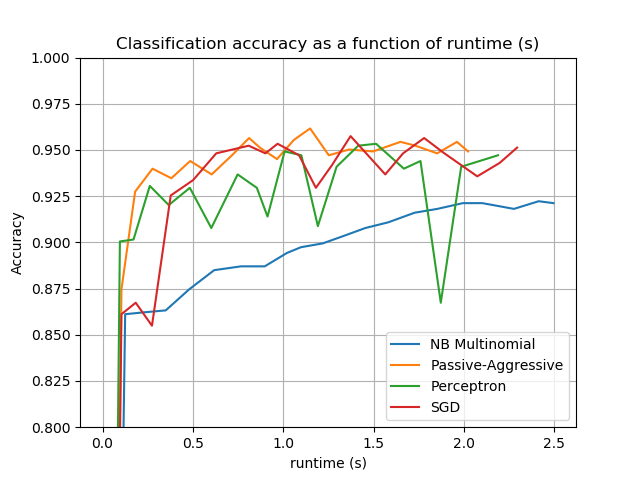 Classification accuracy as a function of runtime (s)
1.000
0.975
0.950
0.925
0.900
0.875
0.850
0.825
0.800
Accuracy
NB Multinomial
Passive-Aggressive
Perceptron
SGD
0.0 0.5 1.0 1.5 2.0 2.5
runtime (s)